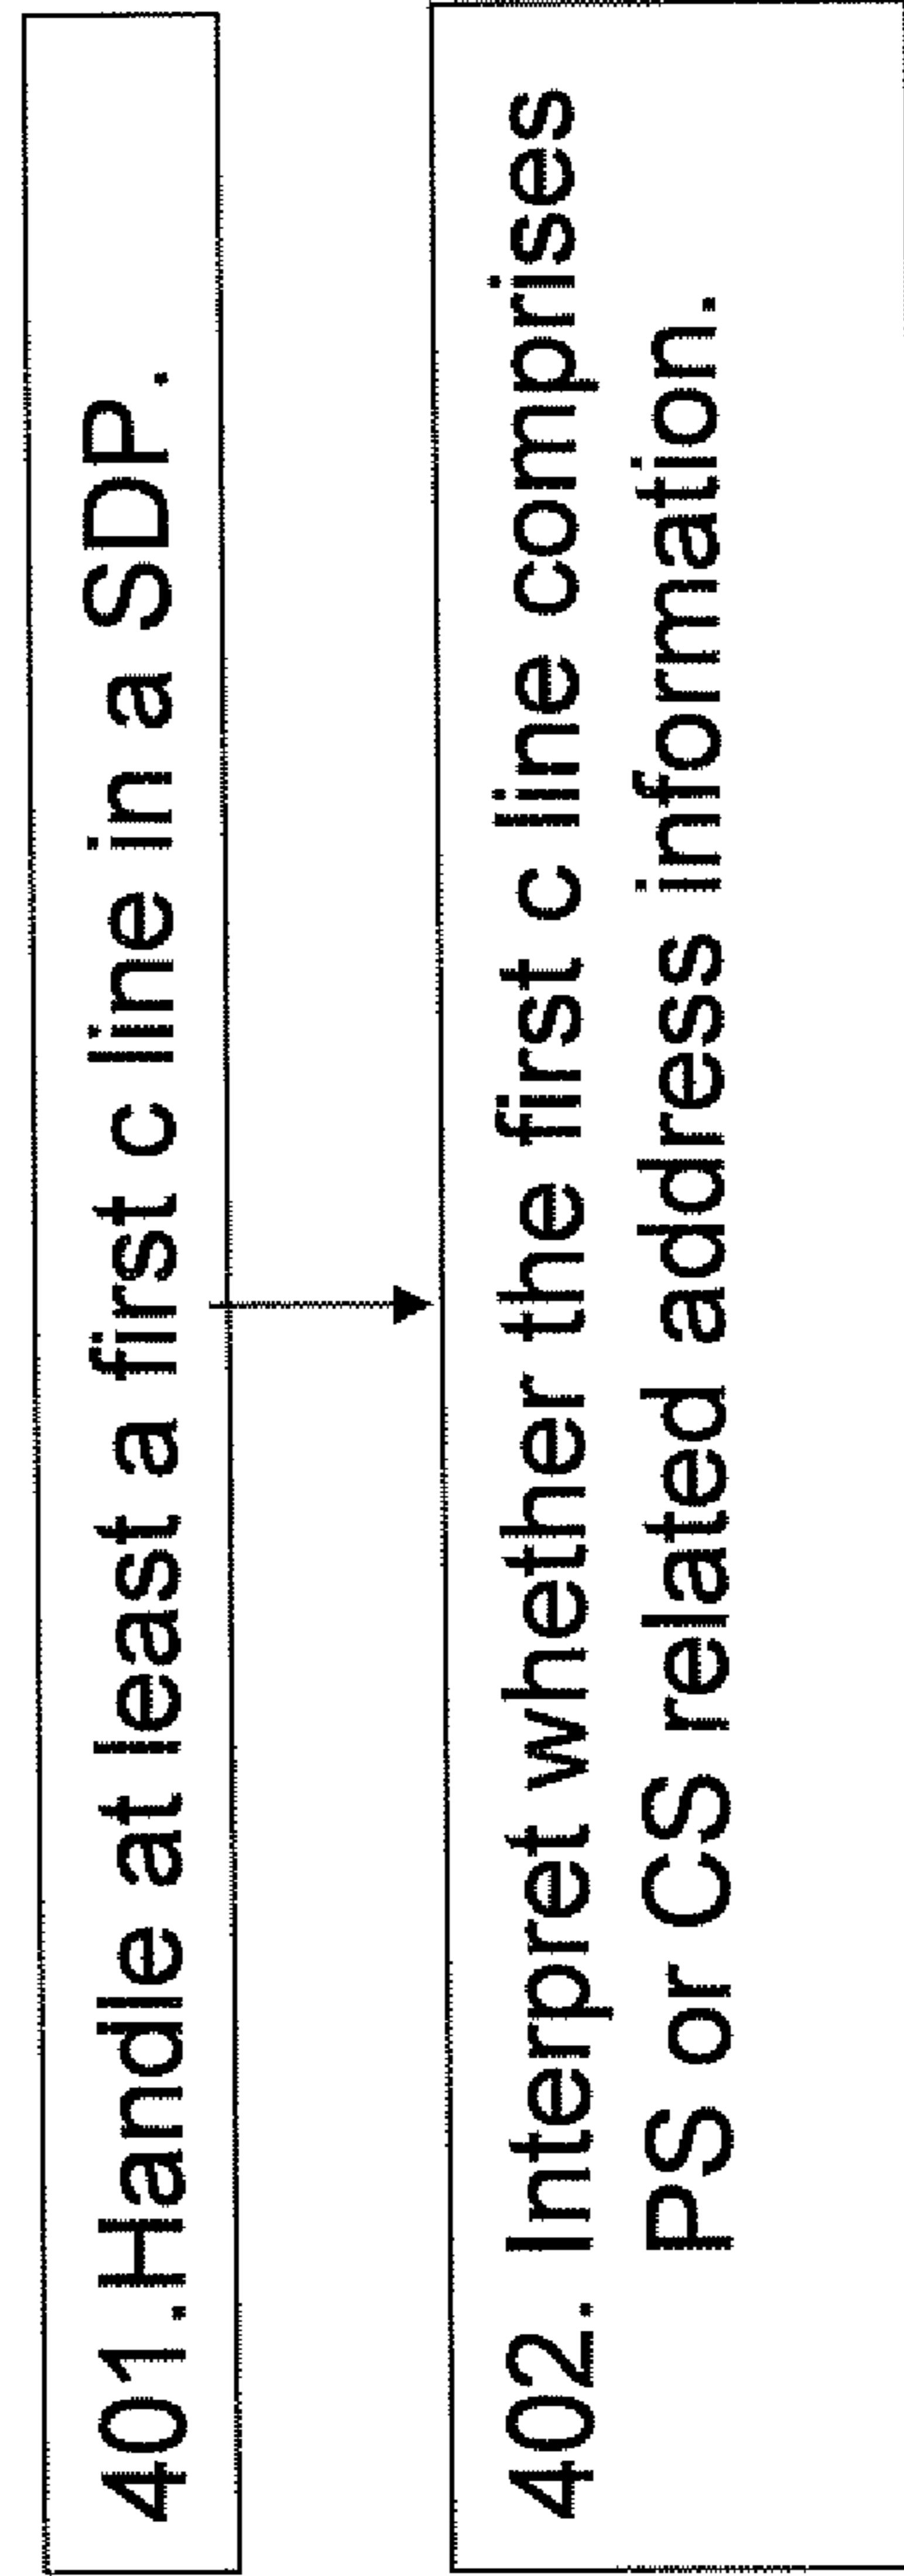 401..Handle at least a first c line in a SDP.
402. Interpret whether the first c line comprises
PS or CS related address information.